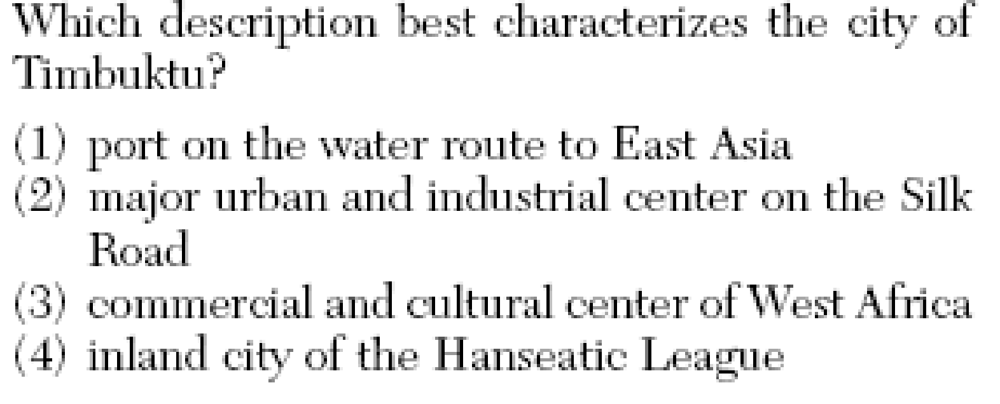 Which description best characterizes the city of
Timbuktu?
(1) port on the water route to East Asia
(2) major urban and industrial center on the Silk
Road
(3) commercial and cultural center of West Africa
(4) inland city of the Hanseatic League